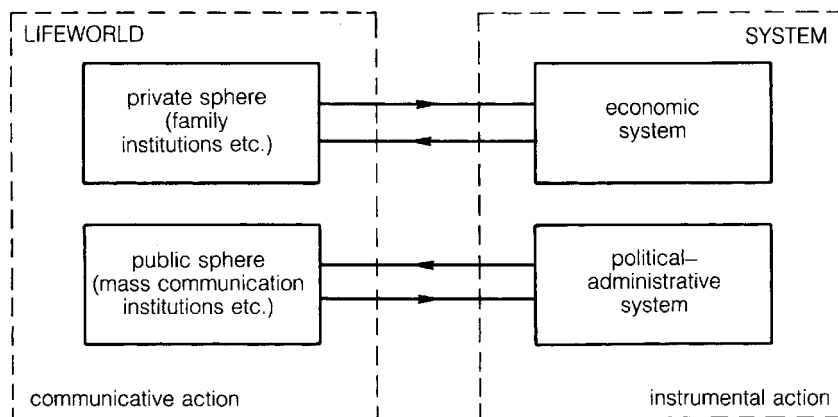 LIFEWORLD
SYSTEM
private sphere
(family
institutions etc.)
economic
system
public sphere
(mass communication
institutions etc.)
political–
administrative
system
communicative action
instrumental action